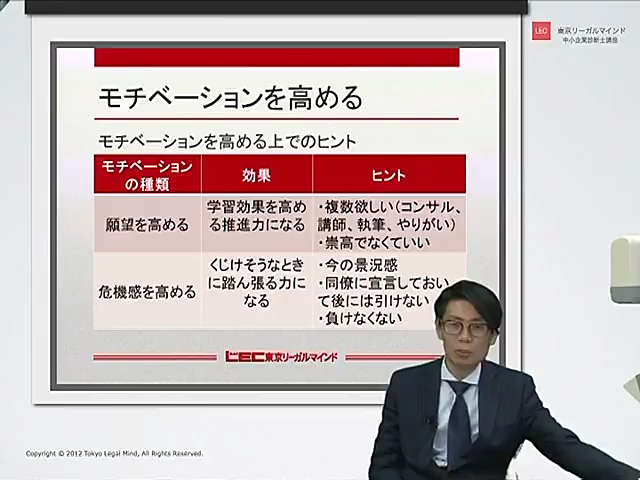 LEC 東京リーガルマインド
中小企業診断士講座
モチベーションを高める
モチベーションを高める上でのヒント
モチベーション
の種類
効果
ヒント
願望を高める
学習効果を高め
る推進力になる
・複数欲しい(コンサル、
講師、執筆、やりがい)
・崇高でなくていい
危機感を高める
くじけそうなとき
に踏ん張る力に
なる
・今の景況感
・同僚に宣言しておい
て後には引けない
・負けなくない
LEC東京リーガルマインド
Copyright © 2012 Tokyo Legal Mind, All Rights Reserved.